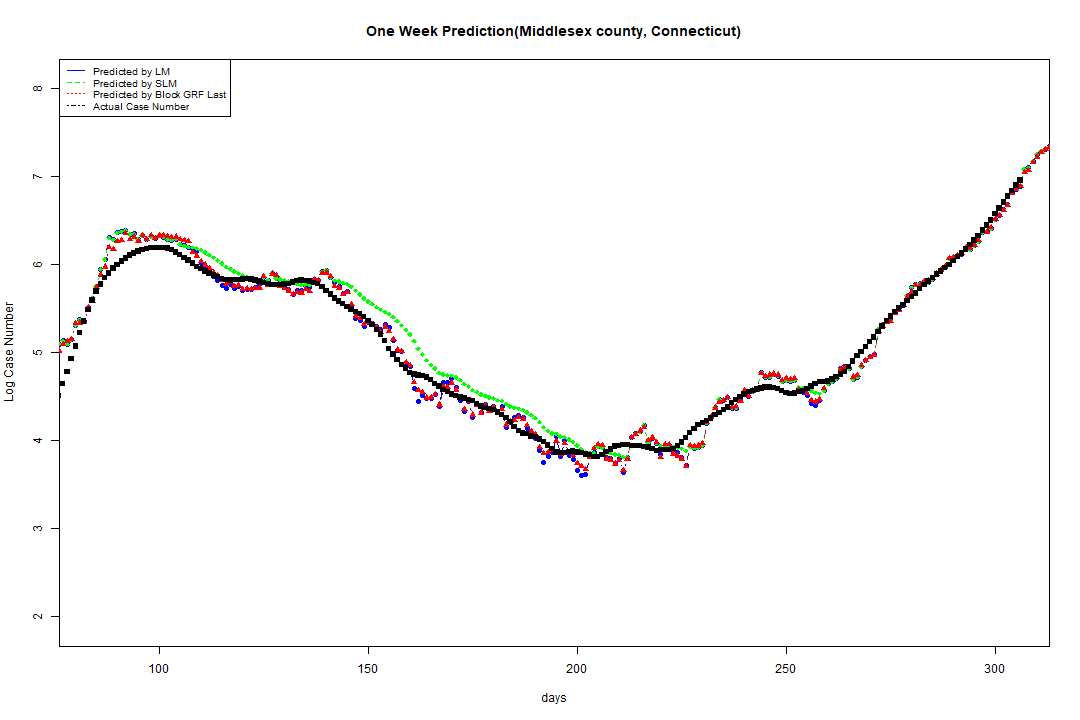 One Week Prediction(Middlesex county, Connecticut)
Predicted by LM
Predicted by SLM
Predicted by Block GRF Last
Actual Case Number
8
7
6
5
4
3
2
Log Case Number
100 150 200 250 300
days